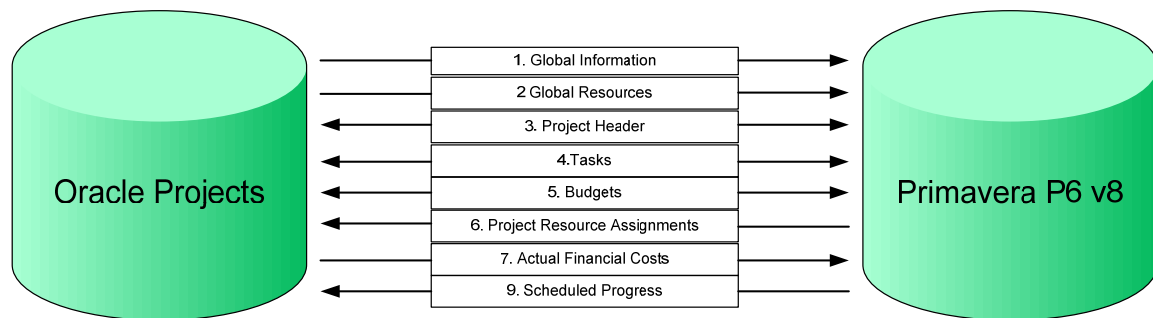 Oracle Projects
1. Global Information
2 Global Resources
3. Project Header
4.Tasks
5. Budgets
6. Project Resource Assignments
7. Actual Financial Costs
9. Scheduled Progress
Primavera P6 v8